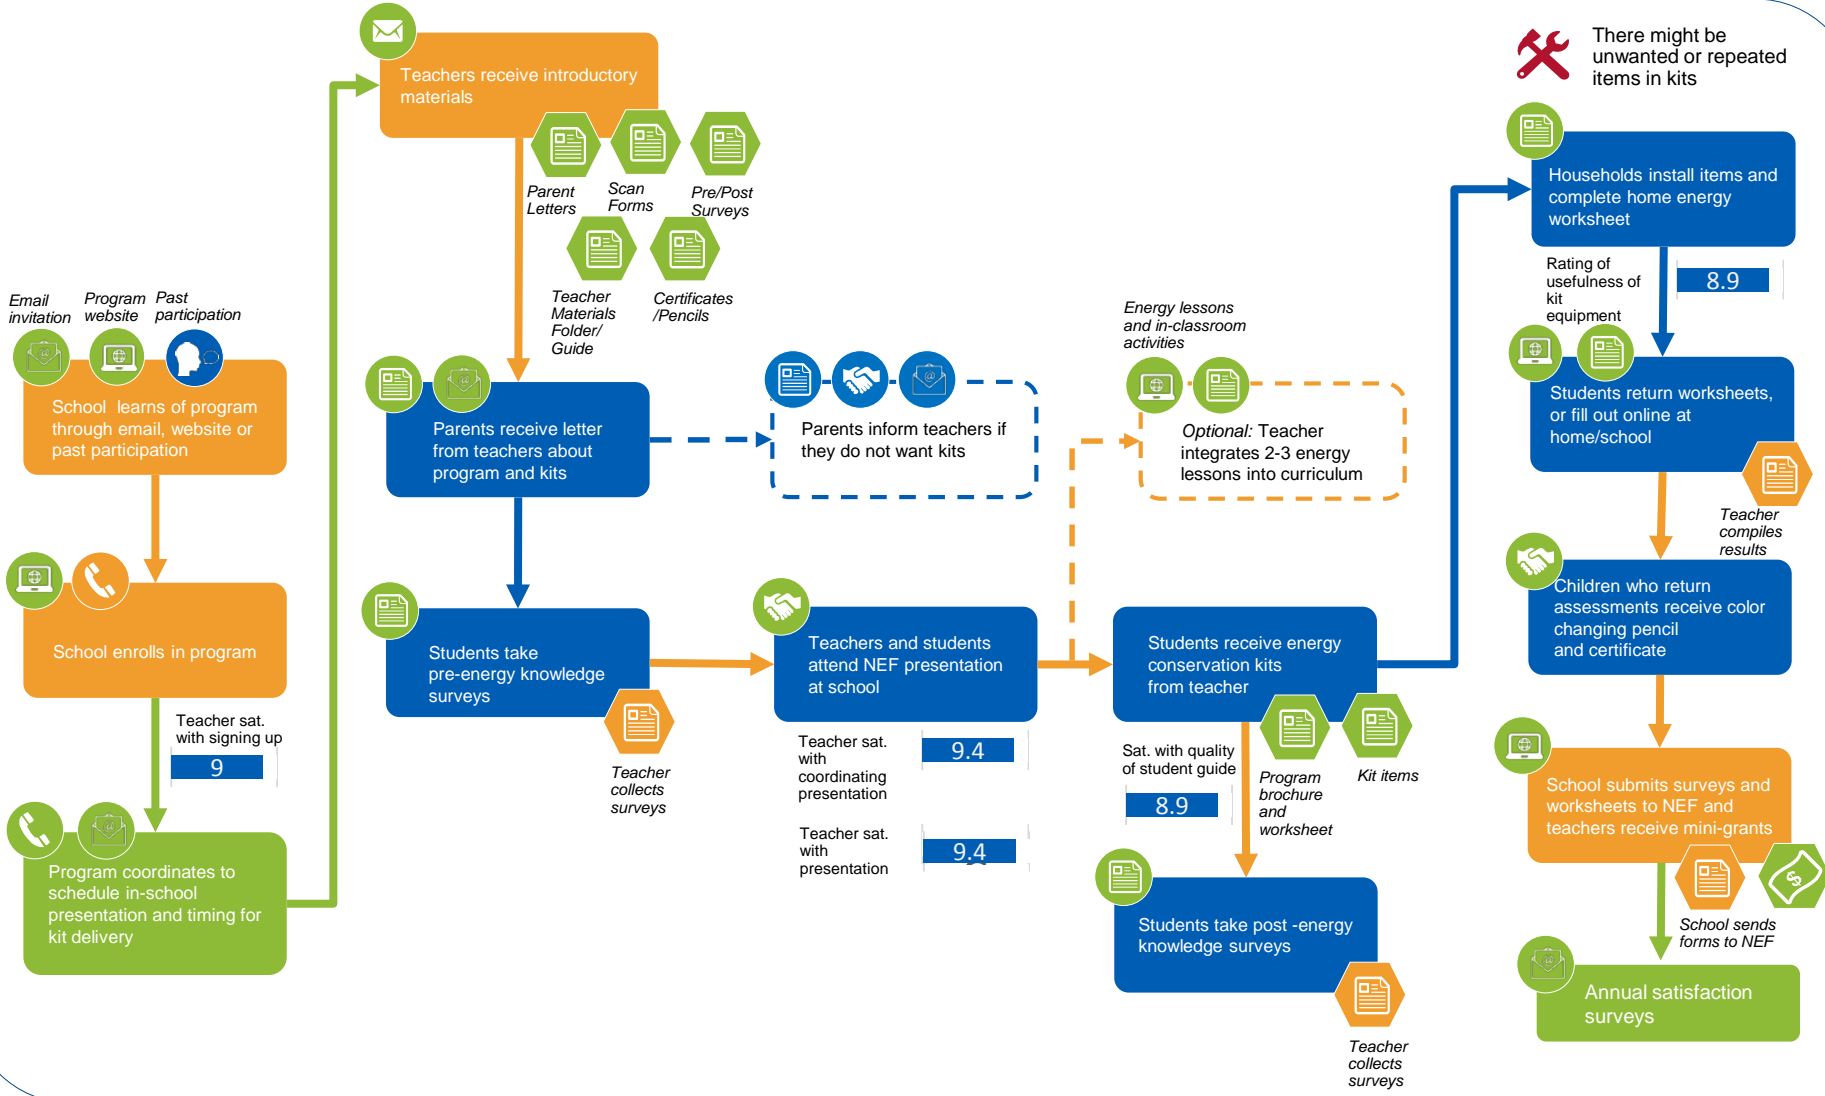 Email
invitation
Program
website
Past
participation
School learns of program
through email, website or
past participation
School enrolls in program
Teacher sat.
with signing up
9
Program coordinates to
schedule in-school
presentation and timing for
kit delivery
Teachers receive introductory
materials
Parent
Letters
Scan
Forms
Pre/Post
Surveys
Teacher
Materials
Folder/
Guide
Certificates
/Pencils
Parents receive letter
from teachers about
program and kits
Parents inform teachers if
they do not want kits
Students take
pre-energy knowledge
surveys
Teacher
collects
surveys
Teachers and students
attend NEF presentation
at school
Teacher sat.
with
coordinating
presentation
9.4
Teacher sat.
with
presentation
9.4
Energy lessons
and in-classroom
activities
Optional: Teacher
integrates 2-3 energy
lessons into curriculum
Students receive energy
conservation kits
from teacher
Sat. with quality
of student guide
8.9
Program
brochure
and
worksheet
Kit items
Students take post -energy
knowledge surveys
Teacher
collects
surveys
There might be
unwanted or repeated
items in kits
Households install items and
complete home energy
worksheet
Rating of
usefulness of
kit
equipment
8.9
Students return worksheets,
or fill out online at
home/school
Teacher
compiles
results
Children who return
assessments receive color
changing pencil
and certificate
School submits surveys and
worksheets to NEF and
teachers receive mini-grants
School sends
forms to NEF
Annual satisfaction
surveys